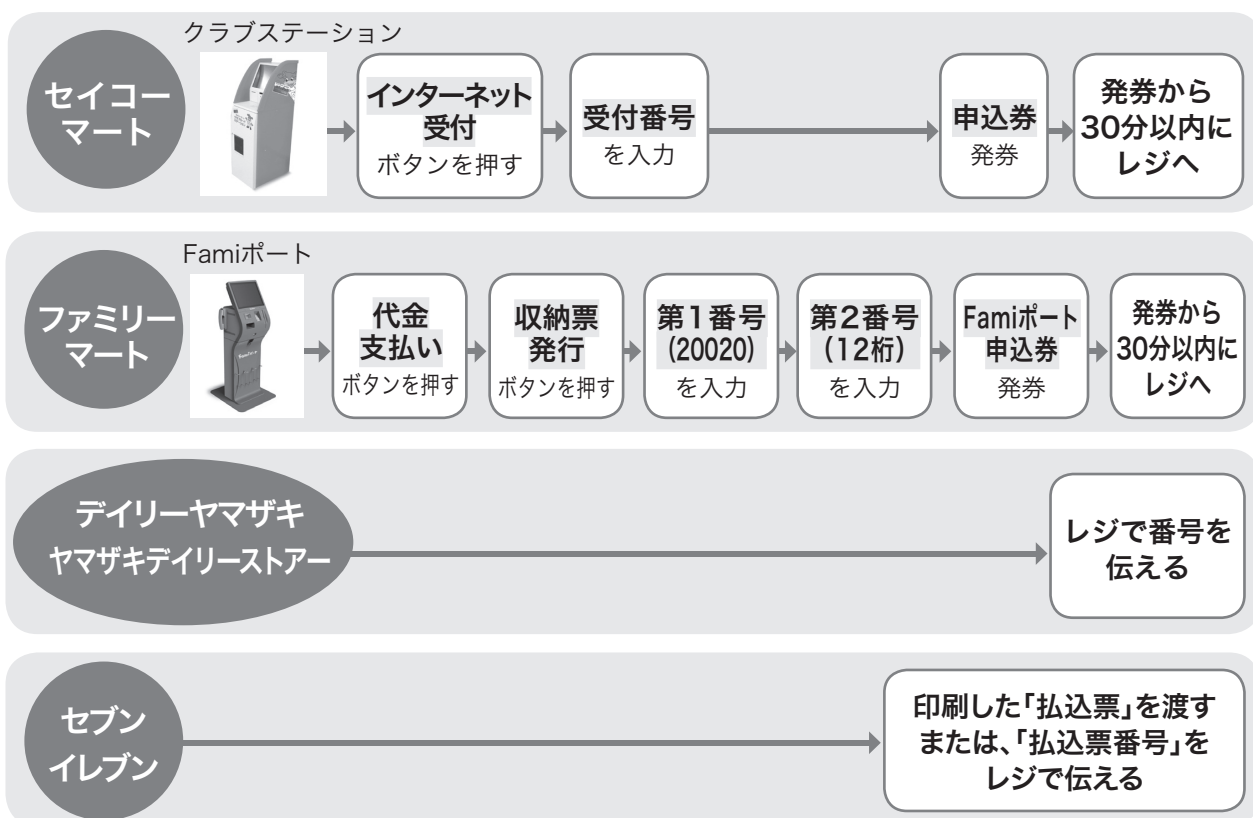 クラブステーション
セイコー
マート
インターネット
受付
ボタンを押す
受付番号
を入力
申込券
発券
発券から
30分以内に
レジへ
Famiポート
ファミリー
マート
代金
支払い
ボタンを押す
収納票
発行
ボタンを押す
第1番号
(20020)
を入力
第2番号
(12桁)
を入力
Famiポート
申込券
発券
発券から
30分以内に
レジへ
デイリーヤマザキ
ヤマザキデイリーストアー
レジで番号を
伝える
セブン
イレブン
印刷した「払込票」を渡す
または、「払込票番号」を
レジで伝える